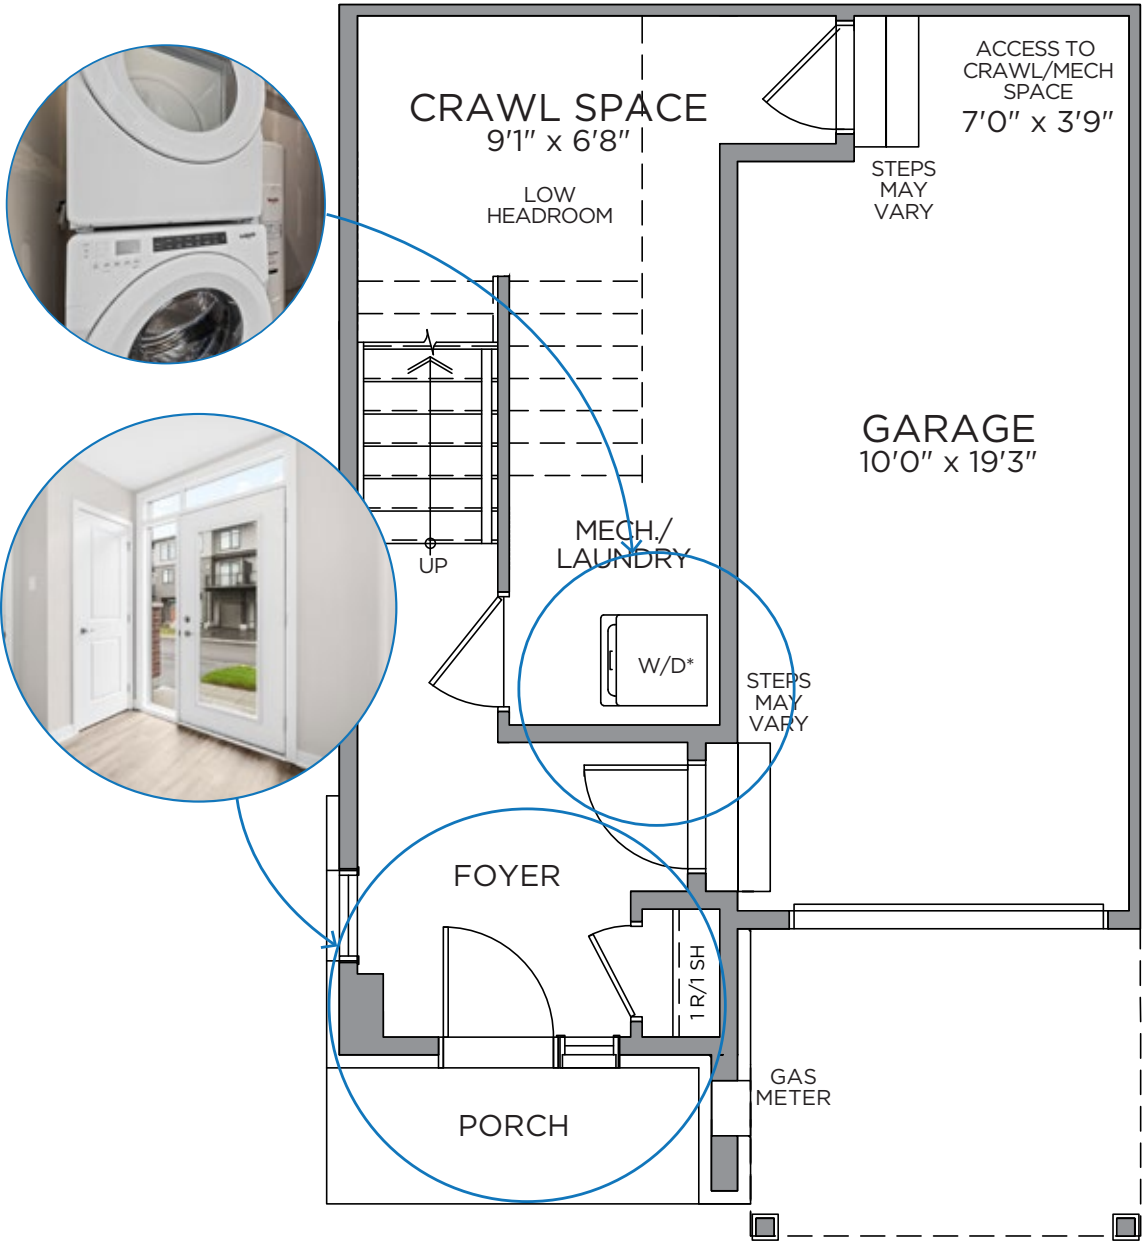 ACCESS TO
CRAWL/MECH
SPACE
7'0" x 3'9"
CRAWL SPACE
9'1" x 6'8"
LOW
HEADROOM
STEPS
MAY
VARY
GARAGE
10'0" x 19'3"
MECH./
LAUNDRY
UP
W/D*
STEPS
MAY
VARY
FOYER
1 R/1 SH
GAS
METER
PORCH